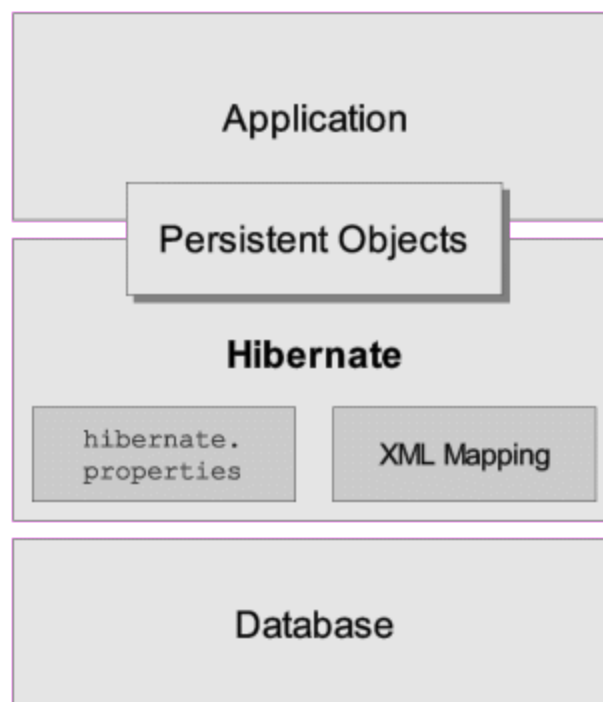 Application
Persistent Objects
Hibernate
hibernate.
properties
XML Mapping
Database